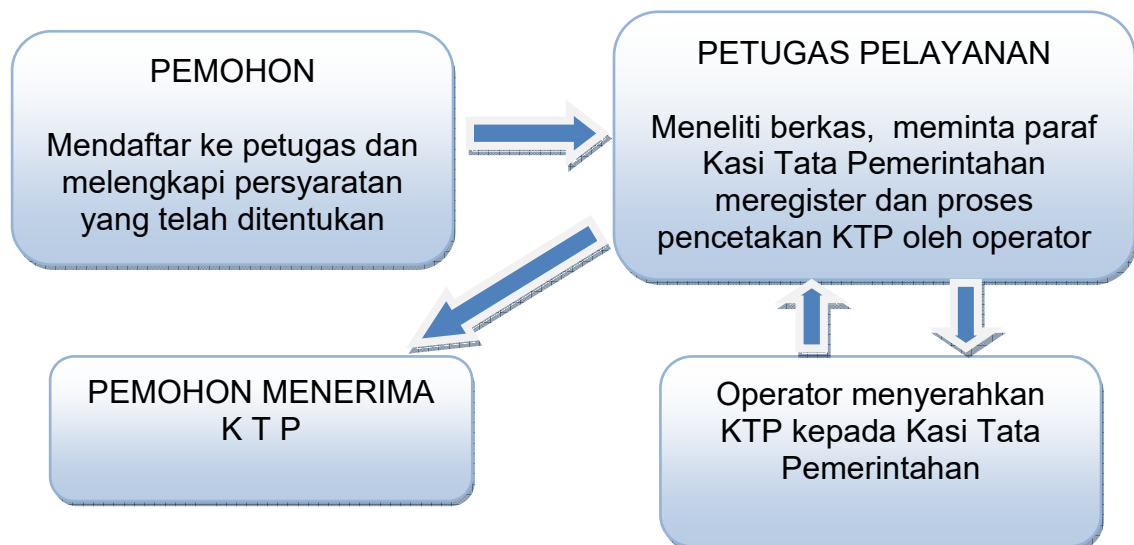 PEMOHON
Mendaftar ke petugas dan
melengkapi persyaratan
yang telah ditentukan
PETUGAS PELAYANAN
Meneliti berkas,  meminta paraf
Kasi Tata Pemerintahan
meregister dan proses
pencetakan KTP oleh operator
Operator menyerahkan
KTP kepada Kasi Tata
Pemerintahan
PEMOHON MENERIMA
K T P